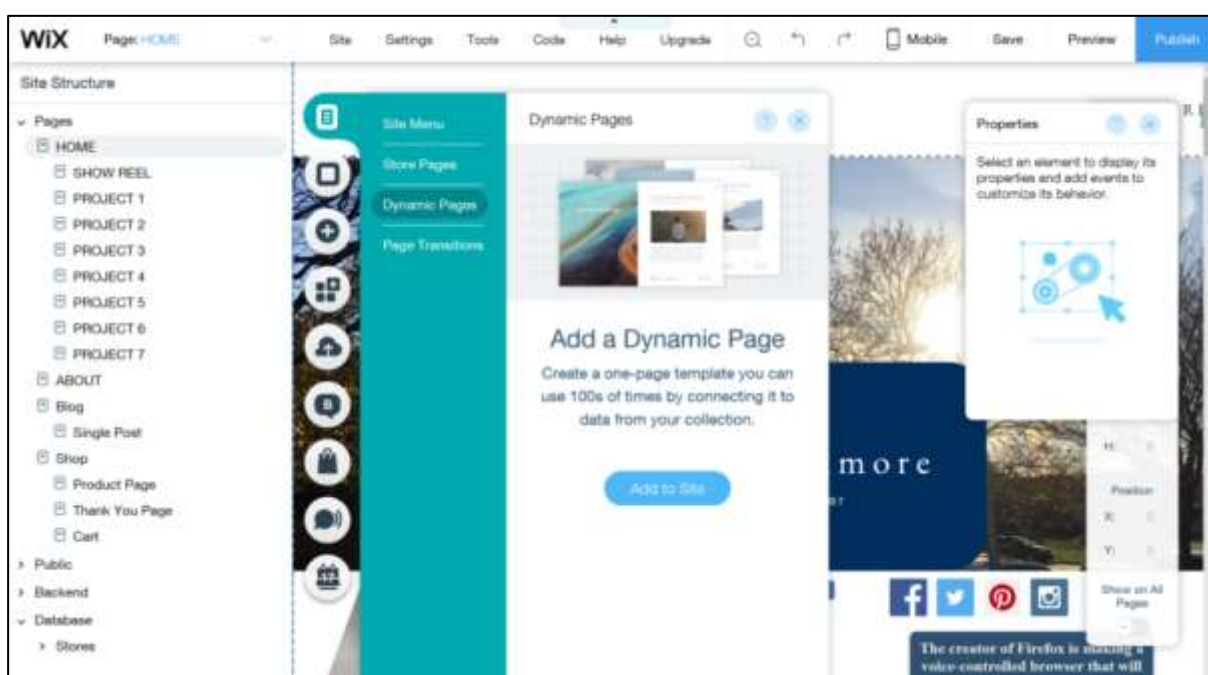 WiX
Page: HOME
Site
Settings
Tools
Code
Help
Upgrade
Mobile
Save
Preview
Publish
Site Structure
Pages
HOME
SHOW REEL
PROJECT 1
PROJECT 2
PROJECT 3
PROJECT 4
PROJECT 5
PROJECT 6
PROJECT 7
ABOUT
Blog
Single Post
Shop
Product Page
Thank You Page
Cart
Public
Backend
Database
Stores
Site Menu
Store Pages
Dynamic Pages
Page Transitions
Dynamic Pages
?
Add a Dynamic Page
Create a one-page template you can
use 100s of times by connecting it to
data from your collection.
Add to Site
Properties
?
Select an element to display its
properties and add events to
customize its behavior.
more
H:
Position
X:
Y:
Show on All
Pages
The creator of Firefox is making a
voice-controlled browser that will